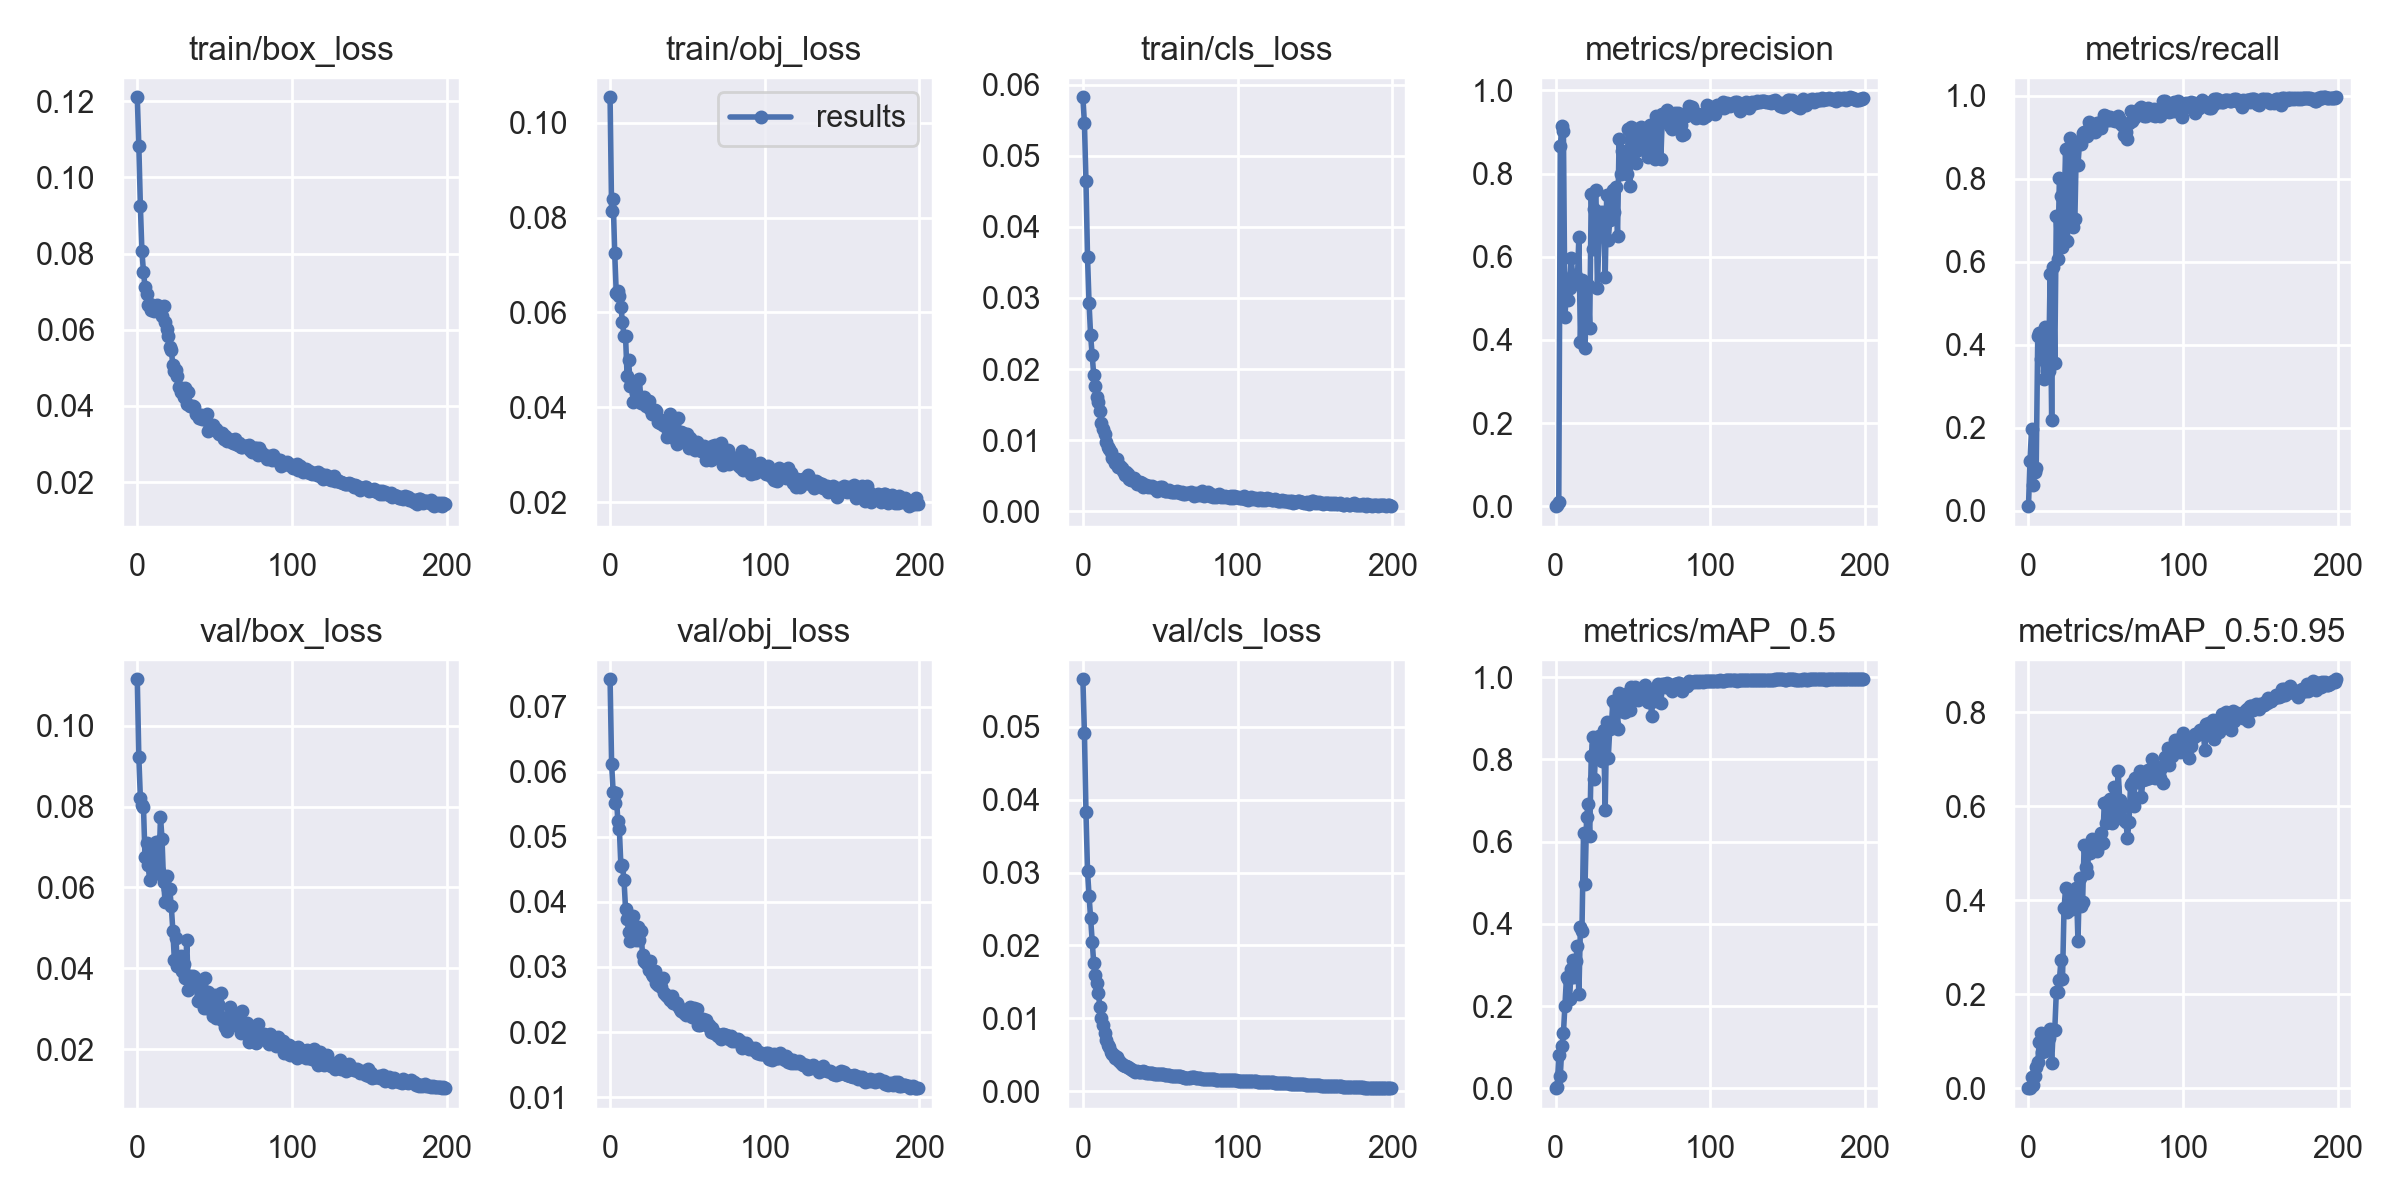 train/box_loss
0.12
0.10
0.08
0.06
0.04
0.02
0 100 200
train/obj_loss
results
0.10
0.08
0.06
0.04
0.02
0 100 200
train/cls_loss
0.06
0.05
0.04
0.03
0.02
0.01
0.00
0 100 200
metrics/precision
1.0
0.8
0.6
0.4
0.2
0.0
0 100 200
metrics/recall
1.0
0.8
0.6
0.4
0.2
0.0
0 100 200
val/box_loss
0.10
0.08
0.06
0.04
0.02
0 100 200
val/obj_loss
0.07
0.06
0.05
0.04
0.03
0.02
0.01
0 100 200
val/cls_loss
0.05
0.04
0.03
0.02
0.01
0.00
0 100 200
metrics/mAP_0.5
1.0
0.8
0.6
0.4
0.2
0.0
0 100 200
metrics/mAP_0.5:0.95
0.8
0.6
0.4
0.2
0.0
0 100 200